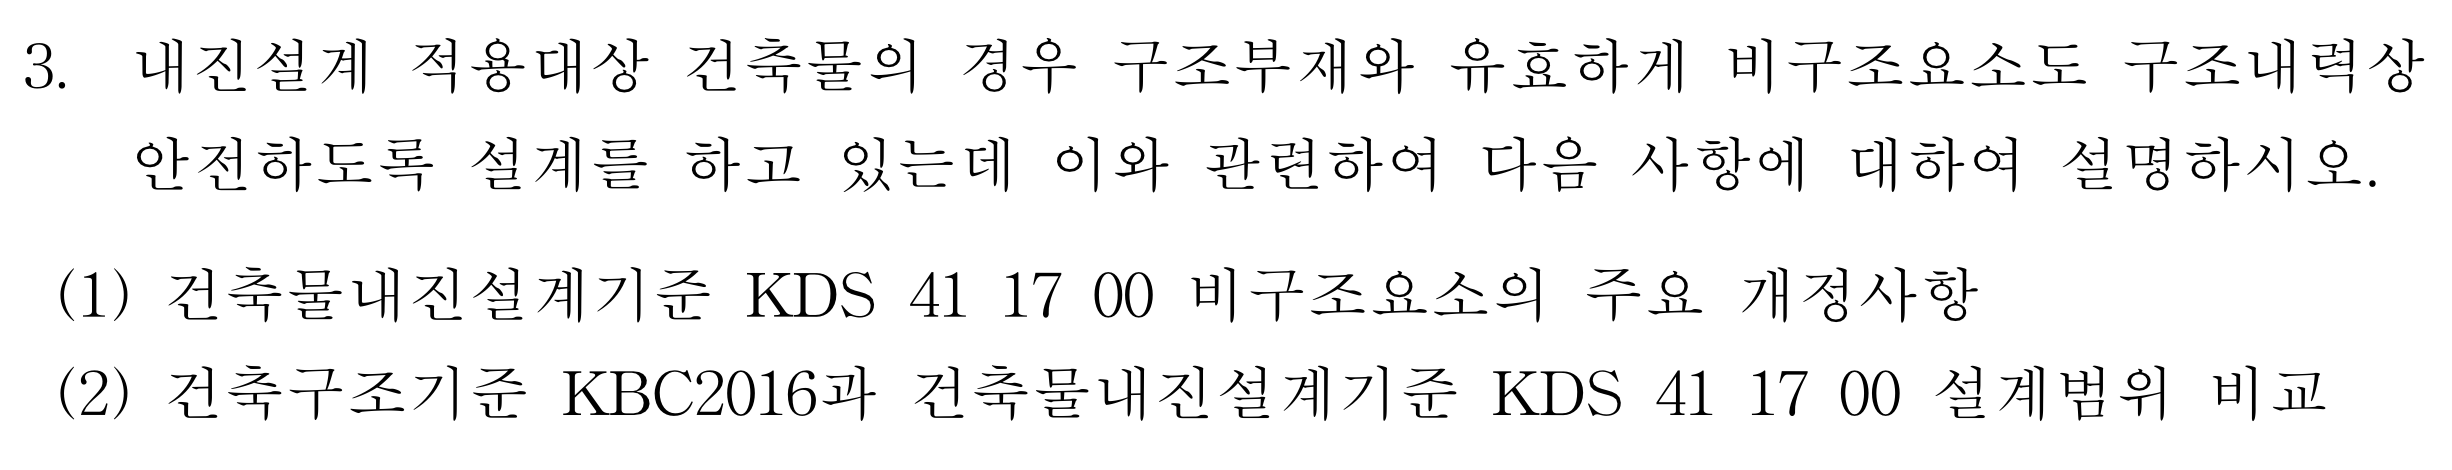 3. 내진설계 적용대상 건축물의 경우 구조부재와 유효하게 비구조요소도 구조내력상
안전하도록 설계를 하고 있는데 이와 관련하여 다음 사항에 대하여 설명하시오.
(1) 건축물내진설계기준 KDS 41 17 00 비구조요소의 주요 개정사항
(2) 건축구조기준 KBC2016과 건축물내진설계기준 KDS 41 17 00 설계범위 비교